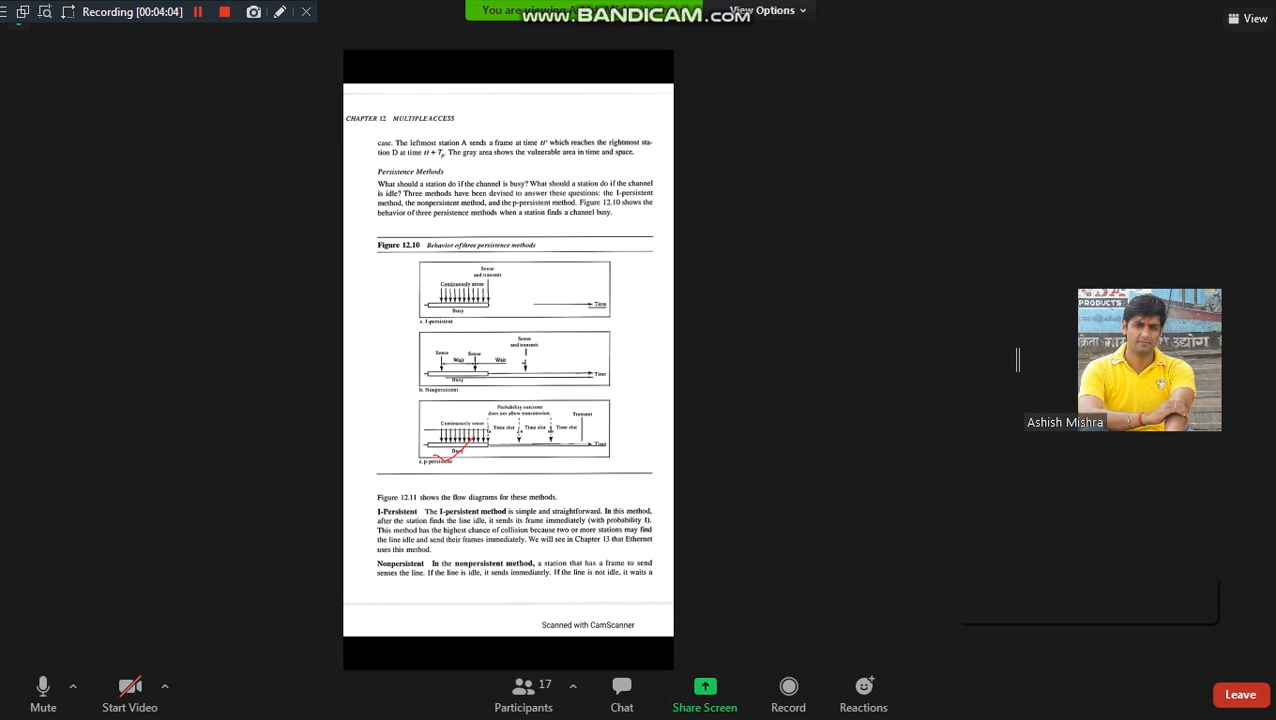 Recording [00:04:04]
You are viewing
www.BANDICAM.com
View Options
View
CHAPTER 12 MULTIPLE ACCESS
case. The leftmost station A sends a frame at time tl' which reaches the rightmost sta-
tion D at time tl + Tp. The gray area shows the vulnerable area in time and space.
Persistence Methods
What should a station do if the channel is busy? What should a station do if the channel
is idle? Three methods have been devised to answer these questions: the I-persistent
method, the nonpersistent method, and the p-persistent method. Figure 12.10 shows the
behavior of three persistence methods when a station finds a channel busy.
Figure 12.10 Behavior of three persistence methods
Sense
and transmit
Continuously sense
Time
Busy
a. I-persistent
Sense
and transmit
Sense
Sense
Wait
Wait
Time
Busy
b. Nonpersistent
Probability outcome
does not allow transmission.
Transmit
Continuously sense
Time slot
Time slot
Time slot
Time
Busy
c. p-persistent
Figure 12.11 shows the flow diagrams for these methods.
I-Persistent The I-persistent method is simple and straightforward. In this method,
after the station finds the line idle, it sends its frame immediately (with probability I).
This method has the highest chance of collision because two or more stations may find
the line idle and send their frames immediately. We will see in Chapter 13 that Ethernet
uses this method.
Nonpersistent In the nonpersistent method, a station that has a frame to send
senses the line. If the line is idle, it sends immediately. If the line is not idle, it waits a
Scanned with CamScanner
PRODUCTS
Ashish Mishra
Mute
Start Video
17
Participants
Chat
Share Screen
Record
Reactions
Leave